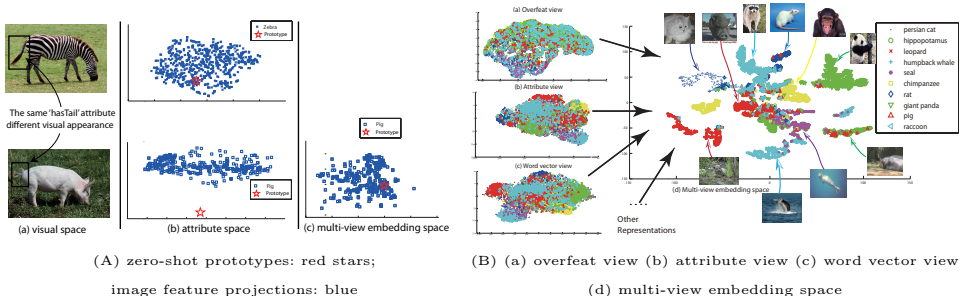 Zebra
Prototype
The same 'hasTail' attribute
different visual appearance
Pig
Prototype
Pig
Prototype
(a) visual space
(b) attribute space
(c) multi-view embedding space
(A) zero-shot prototypes: red stars;
image feature projections: blue
(a) Overfeat view
(b) Attribute view
(c) Word vector view
Other
Representations
(d) Multi-view embedding space
persian cat
hippopotamus
leopard
humpback whale
seal
chimpanzee
rat
giant panda
pig
raccoon
(B) (a) overfeat view (b) attribute view (c) word vector view
(d) multi-view embedding space